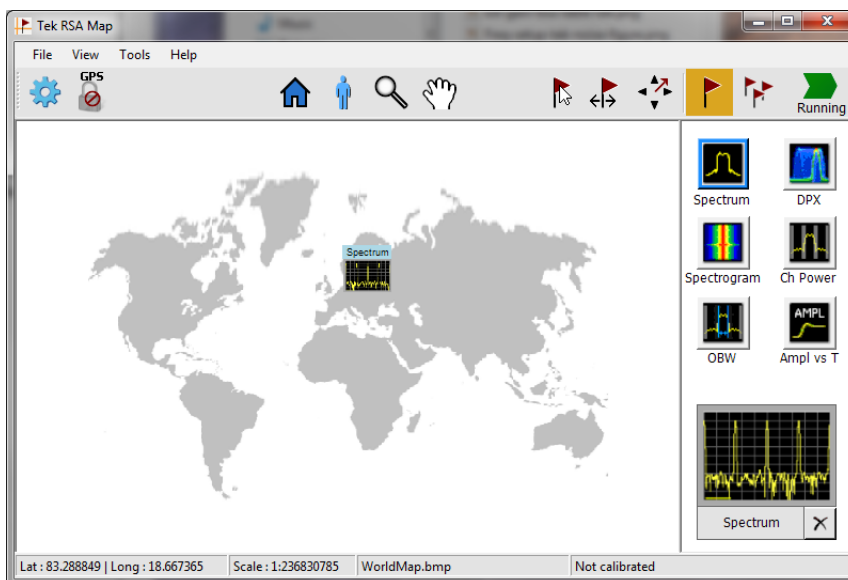 Tek RSA Map
File View Tools Help
GPS
Running
Spectrum DPX
Spectrum
Spectrogram Ch Power
AMPL
OBW Ampl vs T
Spectrum
Lat : 83.288849 | Long : 18.667365 Scale : 1:236830785 WorldMap.bmp Not calibrated